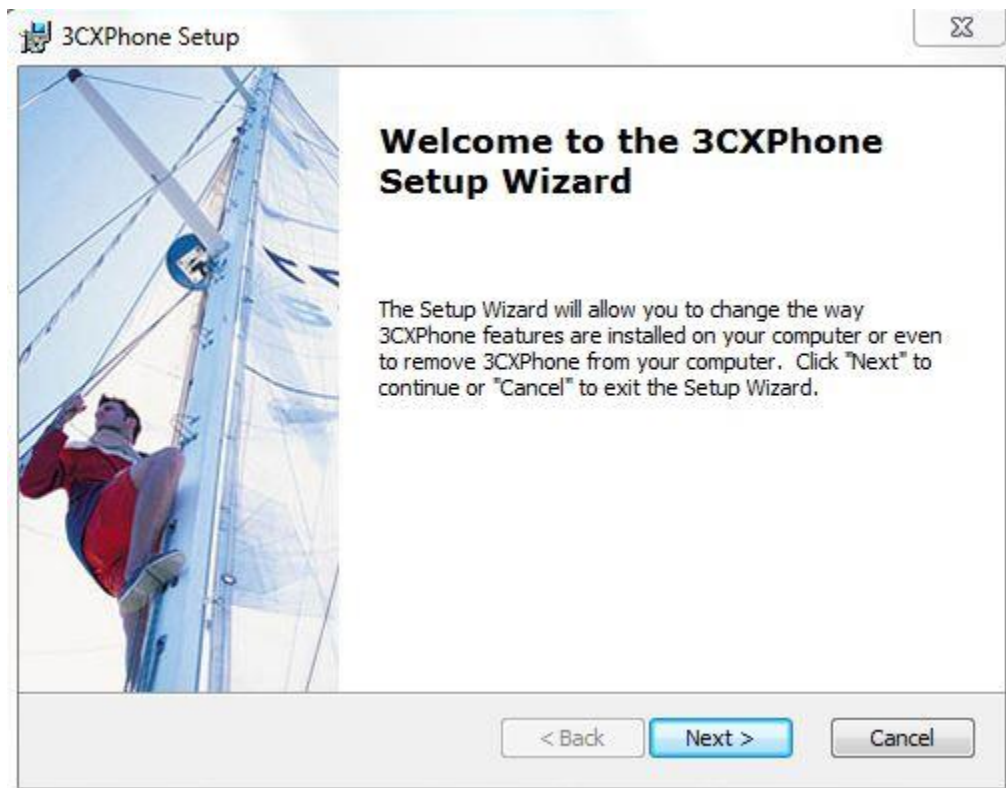 3CXPhone Setup
Welcome to the 3CXPhone
Setup Wizard
The Setup Wizard will allow you to change the way
3CXPhone features are installed on your computer or even
to remove 3CXPhone from your computer.  Click "Next" to
continue or "Cancel" to exit the Setup Wizard.
< Back
Next >
Cancel